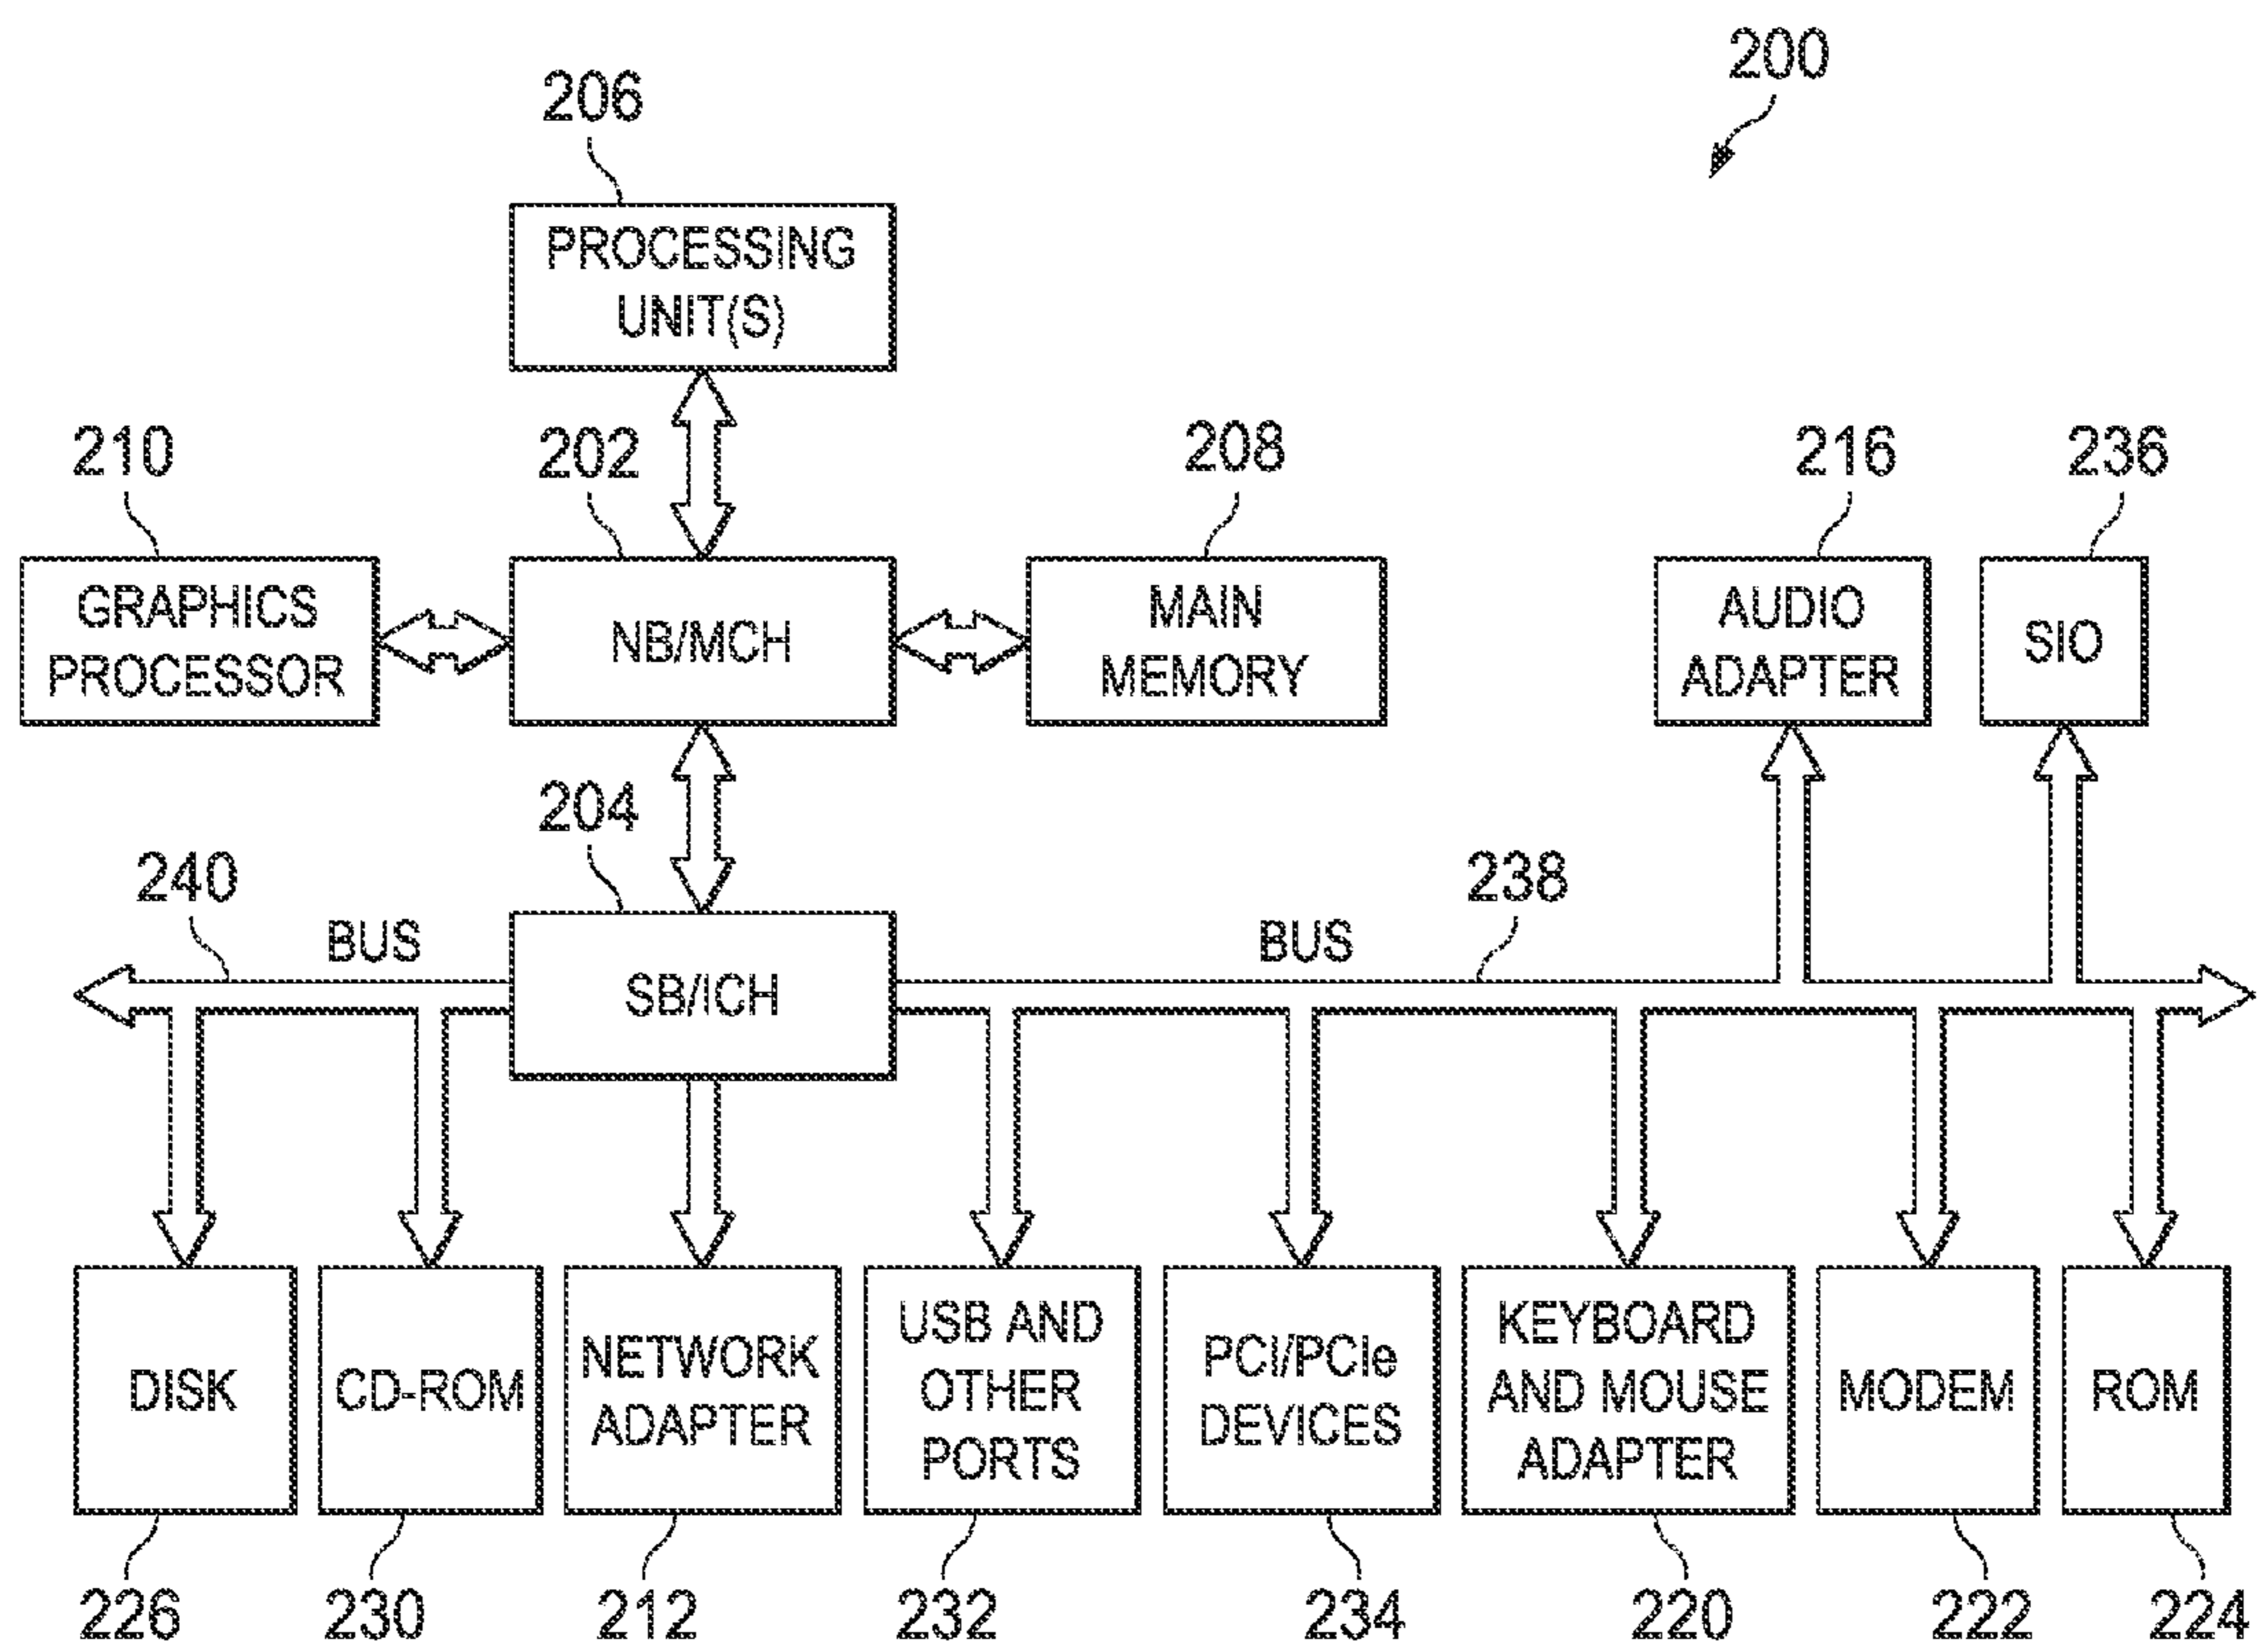 200
206
PROCESSING
UNIT(S)
210
202
208
216
236
GRAPHICS
PROCESSOR
NB/MCH
MAIN
MEMORY
AUDIO
ADAPTER
SIO
204
240
BUS
SB/ICH
BUS
238
DISK
CD-ROM
NETWORK
ADAPTER
USB AND
OTHER
PORTS
PCI/PCIe
DEVICES
KEYBOARD
AND MOUSE
ADAPTER
MODEM
ROM
226
230
212
232
234
220
222
224